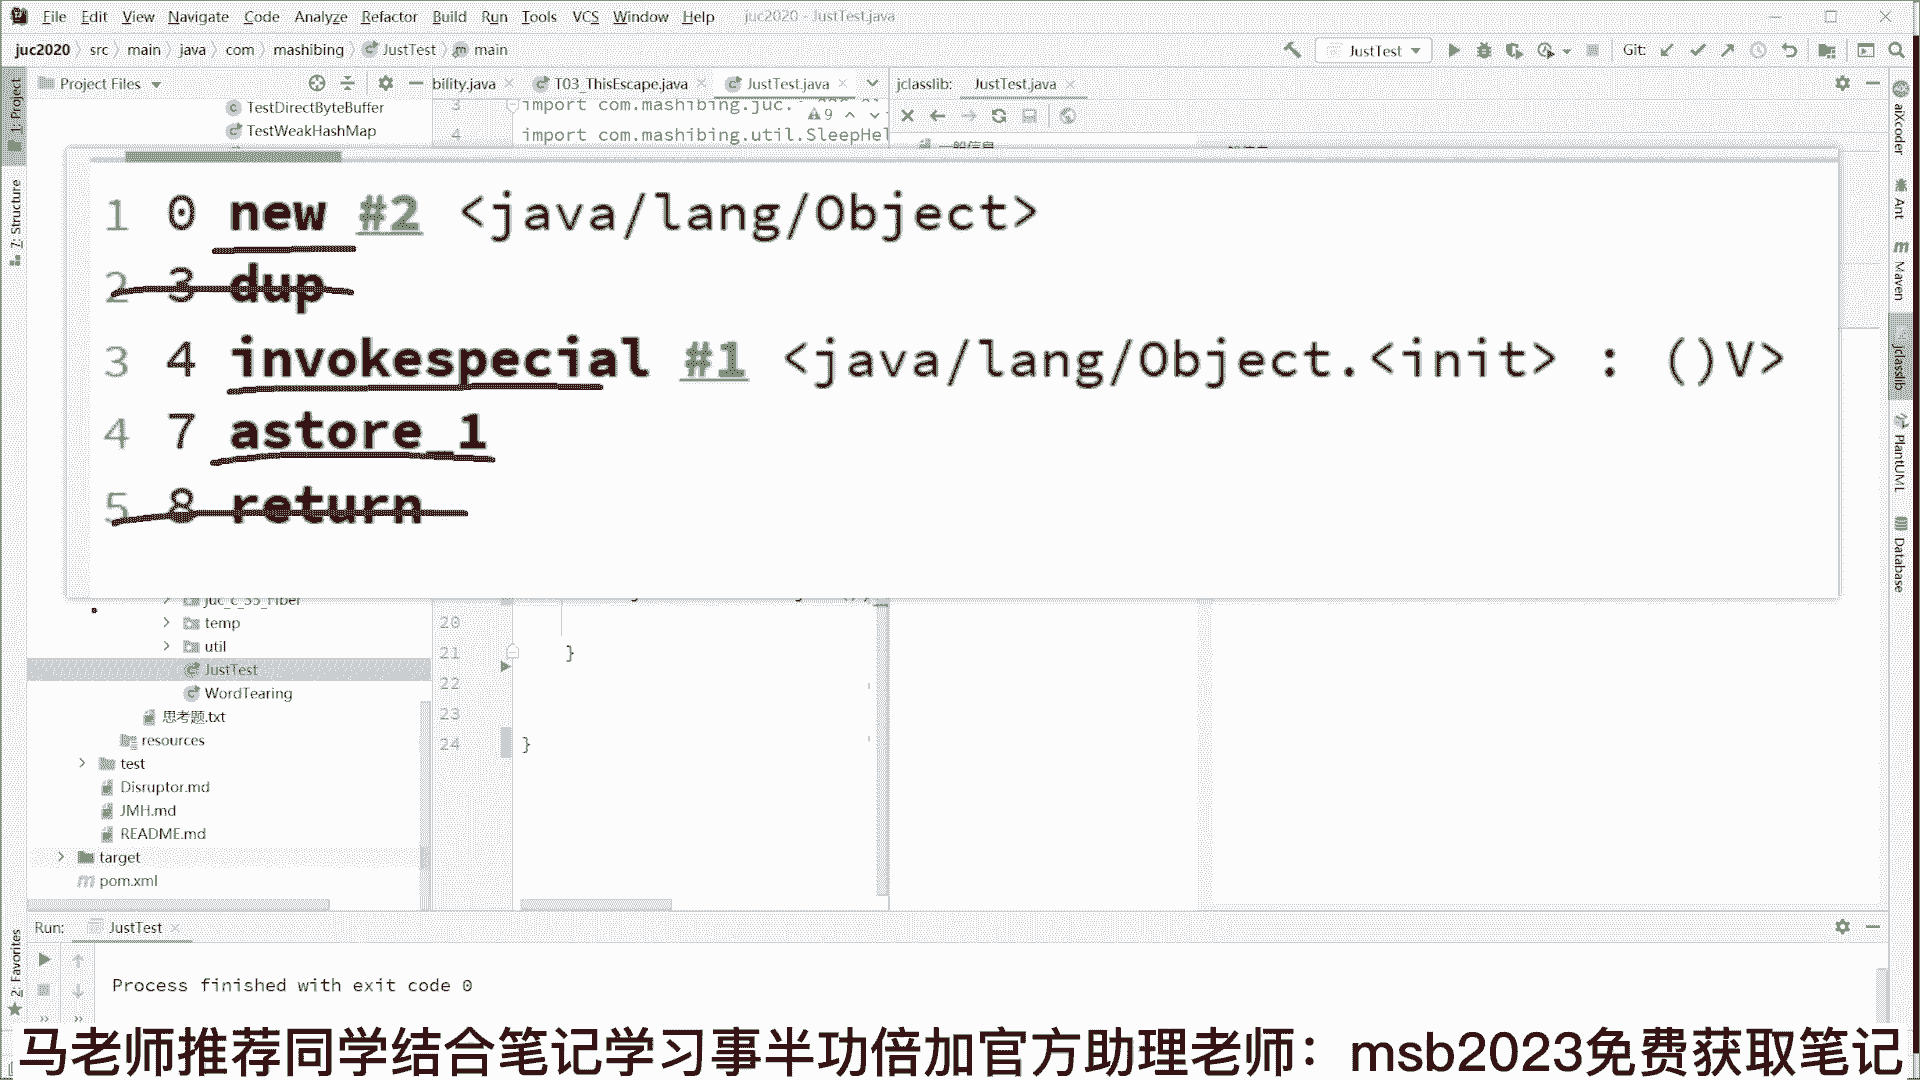 File Edit View Navigate Code Analyze Refactor Build Run Tools VCS Window Help juc2020 - JustTest.java
juc2020 src main java com mashibing JustTest main JustTest Git:
Project Files bility.java T03_ThisEscape.java JustTest.java jclasslib: JustTest.java
1: Project
7: Structure
2: Favorites
TestDirectByteBuffer
TestWeakHashMap
3 import com.mashibing.juc.
9
4 import com.mashibing.util.SleepHel
一般信息
1 0 new #2 <java/lang/Object>
2 3 dup
3 4 invokespecial #1 <java/lang/Object.<init> : ()V>
4 7 astore_1
5 8 return
juc_c_35_Fiber
temp
util
JustTest
WordTearing
思考题.txt
resources
test
Disruptor.md
JMH.md
README.md
target
pom.xml
20
21 }
22
23
24 }
aiXcoder
Ant
Maven
jclasslib
PlantUML
Database
Run: JustTest
Process finished with exit code 0
马老师推荐同学结合笔记学习事半功倍加官方助理老师：msb2023免费获取笔记